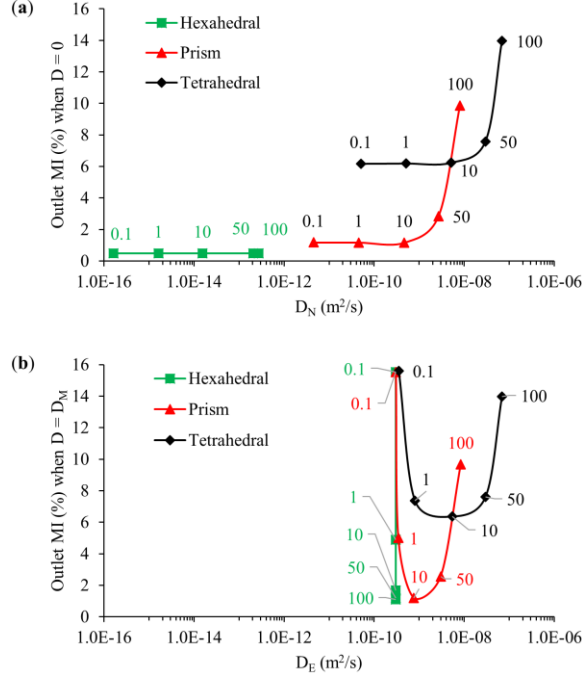 (a)
Outlet MI (%) when D = 0
16
14
12
10
8
6
4
2
0
Hexahedral
Prism
Tetrahedral
100
100
0.1 1
50
10
50
0.1 1 10
0.1 1 10 50 100
1.0E-16 1.0E-14 1.0E-12 1.0E-10 1.0E-08 1.0E-06
D_N (m²/s)
(b)
Outlet MI (%) when D = D_M
16
14
12
10
8
6
4
2
0
Hexahedral
Prism
Tetrahedral
0.1 0.1
0.1
100
100
1
50
10
1 1
10
50
100
10
50
1.0E-16 1.0E-14 1.0E-12 1.0E-10 1.0E-08 1.0E-06
D_E (m²/s)